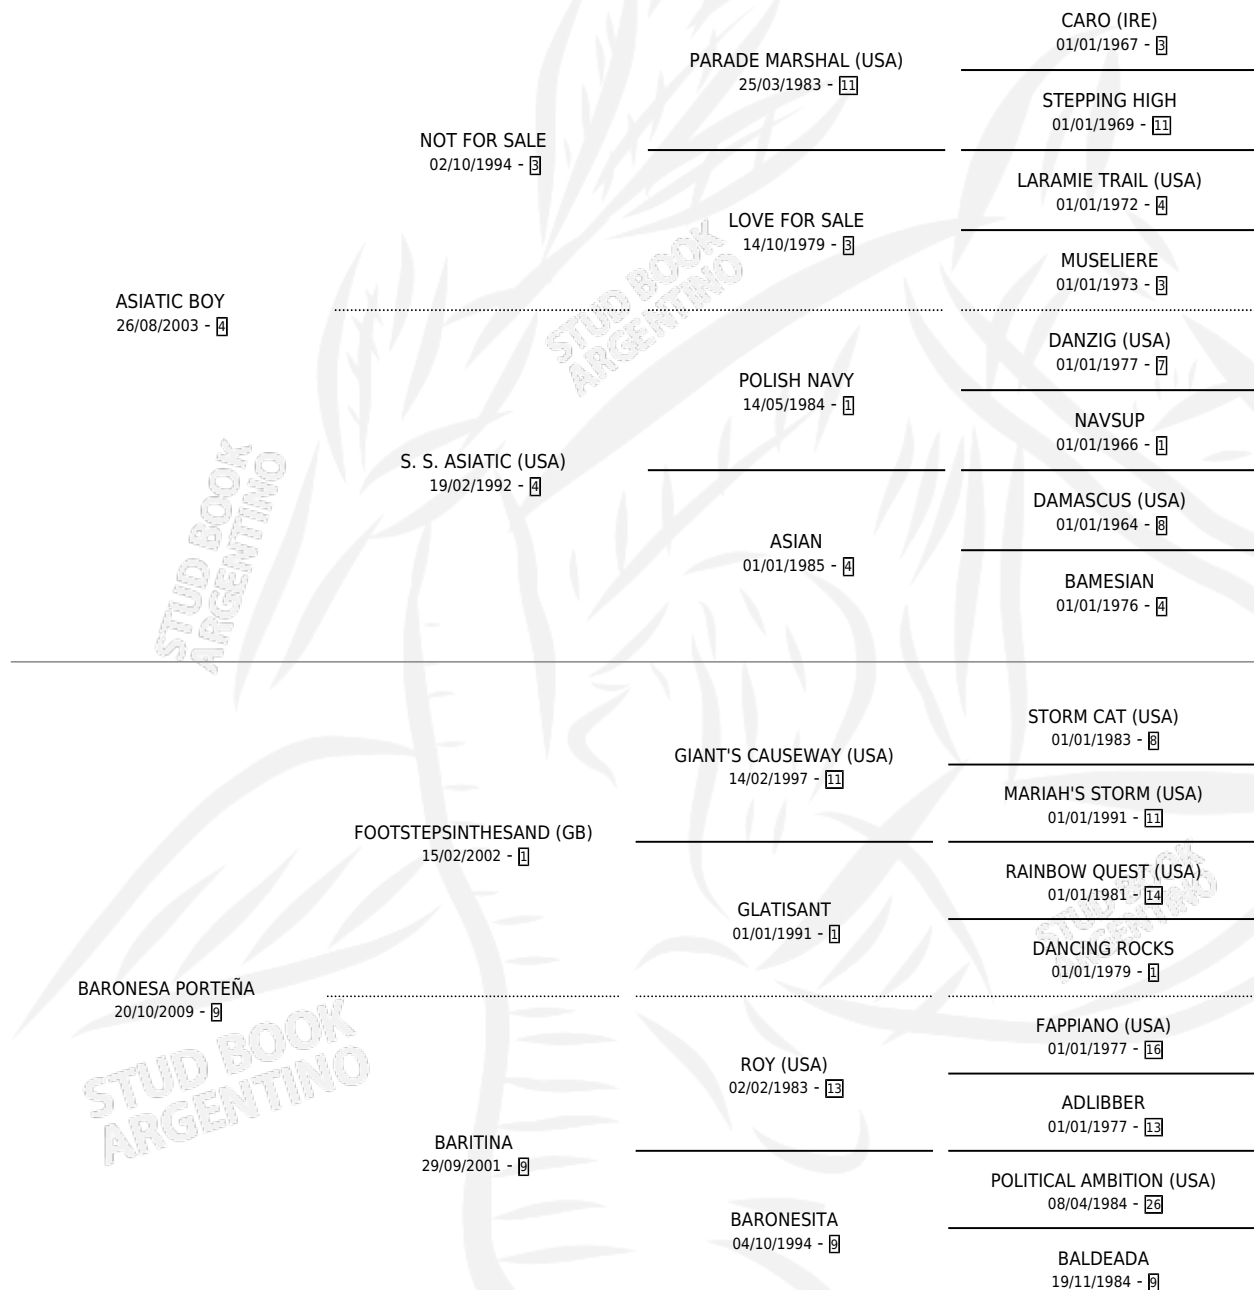 CARO (IRE)
01/01/1967 - 3
PARADE MARSHAL (USA)
25/03/1983 - 11
STEPPING HIGH
01/01/1969 - 11
NOT FOR SALE
02/10/1994 - 3
LARAMIE TRAIL (USA)
01/01/1972 - 4
LOVE FOR SALE
14/10/1979 - 3
MUSELIERE
01/01/1973 - 3
ASIATIC BOY
26/08/2003 - 4
DANZIG (USA)
01/01/1977 - 7
POLISH NAVY
14/05/1984 - 1
NAVSUP
01/01/1966 - 1
S. S. ASIATIC (USA)
19/02/1992 - 4
DAMASCUS (USA)
01/01/1964 - 8
ASIAN
01/01/1985 - 4
BAMESIAN
01/01/1976 - 4
STORM CAT (USA)
01/01/1983 - 8
GIANT'S CAUSEWAY (USA)
14/02/1997 - 11
MARIAH'S STORM (USA)
01/01/1991 - 11
FOOTSTEPSINTHESAND (GB)
15/02/2002 - 1
RAINBOW QUEST (USA)
01/01/1981 - 14
GLATISANT
01/01/1991 - 1
DANCING ROCKS
01/01/1979 - 1
BARONESA PORTEÑA
20/10/2009 - 9
FAPPIANO (USA)
01/01/1977 - 16
ROY (USA)
02/02/1983 - 13
ADLIBBER
01/01/1977 - 13
BARITINA
29/09/2001 - 9
POLITICAL AMBITION (USA)
08/04/1984 - 26
BARONESITA
04/10/1994 - 9
BALDEADA
19/11/1984 - 9
STUD BOOK
ARGENTINO
STUD BOOK
ARGENTINO
STUD BOOK
ARGENTINO
STUD BOOK
ARGENTINO